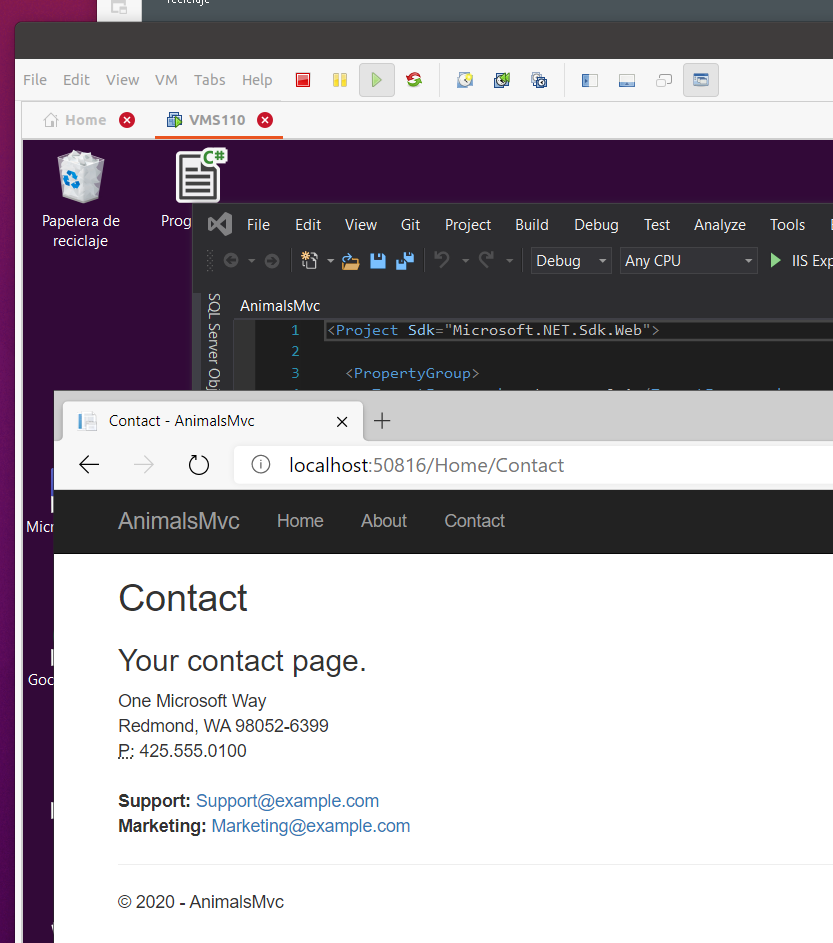 reciclaje
File Edit View VM Tabs Help
Home VMS110
C#
Papelera de
reciclaje
Prog
File Edit View Git Project Build Debug Test Analyze Tools
Debug Any CPU IIS Exp
SQL Server Obj
AnimalsMvc
1 <Project Sdk="Microsoft.NET.Sdk.Web">
2
3 <PropertyGroup>
Contact - AnimalsMvc
localhost:50816/Home/Contact
AnimalsMvc Home About Contact
Micr
Goo
Contact
Your contact page.
One Microsoft Way
Redmond, WA 98052-6399
P: 425.555.0100
Support: Support@example.com
Marketing: Marketing@example.com
© 2020 - AnimalsMvc